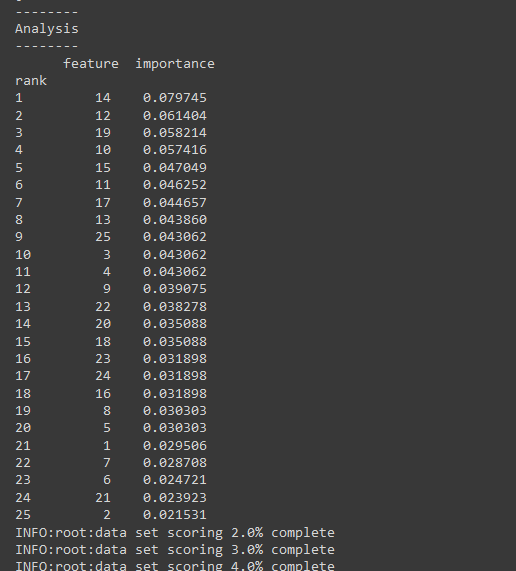 --------
Analysis
--------
feature importance
rank
1 14 0.079745
2 12 0.061404
3 19 0.058214
4 10 0.057416
5 15 0.047049
6 11 0.046252
7 17 0.044657
8 13 0.043860
9 25 0.043062
10 3 0.043062
11 4 0.043062
12 9 0.039075
13 22 0.038278
14 20 0.035088
15 18 0.035088
16 23 0.031898
17 24 0.031898
18 16 0.031898
19 8 0.030303
20 5 0.030303
21 1 0.029506
22 7 0.028708
23 6 0.024721
24 21 0.023923
25 2 0.021531
INFO:root:data set scoring 2.0% complete
INFO:root:data set scoring 3.0% complete
INFO:root:data set scoring 4.0% complete